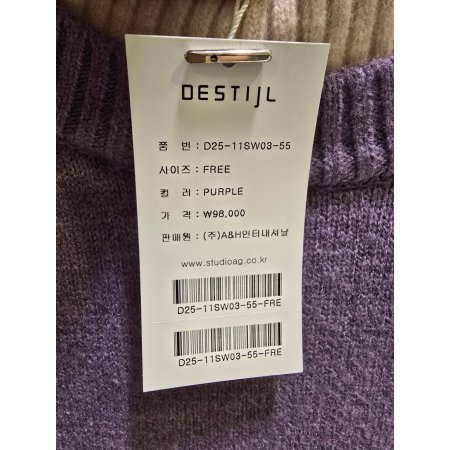 DESTIJL
품 번 : D25-11SW03-55
사이즈 : FREE
컬 러 : PURPLE
가 격 : ₩98,000
판매원 : (주)A&H인터내셔날
www.studioag.co.kr
D25-11SW03-55-FRE
D25-11SW03-55-FRE